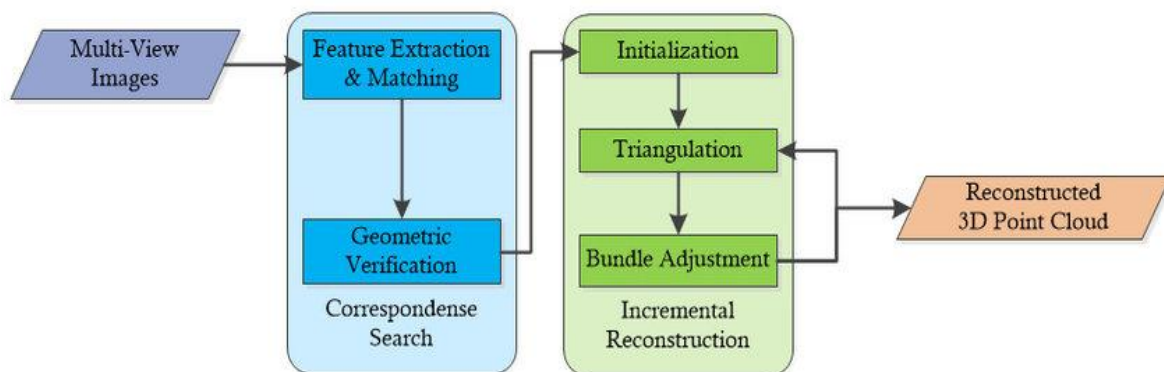 Multi-View
Images
Feature Extraction
& Matching
Geometric
Verification
Correspondense
Search
Initialization
Triangulation
Bundle Adjustment
Incremental
Reconstruction
Reconstructed
3D Point Cloud